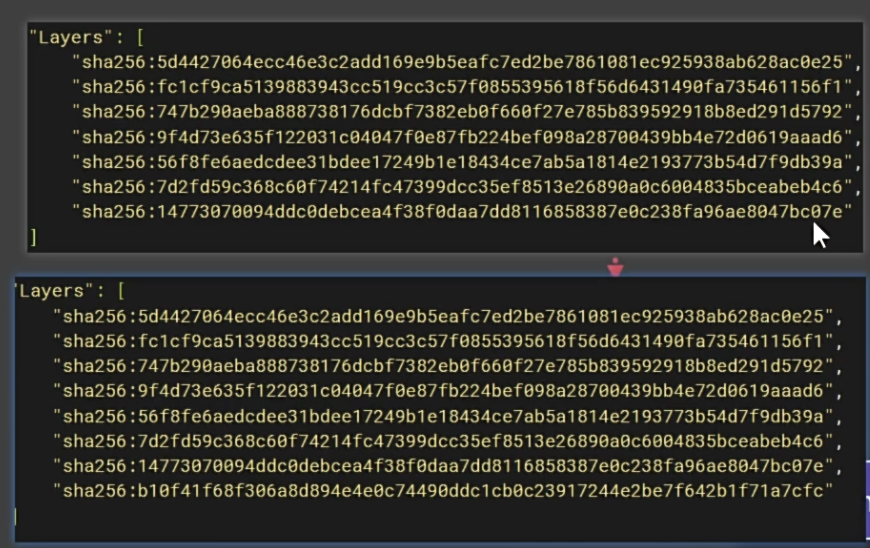 "Layers": [
"sha256:5d4427064ecc46e3c2add169e9b5eafc7ed2be7861081ec925938ab628ac0e25",
"sha256:fc1cf9ca5139883943cc519cc3c57f0855395618f56d6431490fa735461156f1",
"sha256:747b290aeba888738176dcbf7382eb0f660f27e785b839592918b8ed291d5792",
"sha256:9f4d73e635f122031c04047f0e87fb224bef098a28700439bb4e72d0619aaad6",
"sha256:56f8fe6aedcdee31bdee17249b1e18434ce7ab5a1814e2193773b54d7f9db39a",
"sha256:7d2fd59c368c60f74214fc47399dcc35ef8513e26890a0c6004835bceabeb4c6",
"sha256:14773070094ddc0debcea4f38f0daa7dd8116858387e0c238fa96ae8047bc07e"
]
"Layers": [
"sha256:5d4427064ecc46e3c2add169e9b5eafc7ed2be7861081ec925938ab628ac0e25",
"sha256:fc1cf9ca5139883943cc519cc3c57f0855395618f56d6431490fa735461156f1",
"sha256:747b290aeba888738176dcbf7382eb0f660f27e785b839592918b8ed291d5792",
"sha256:9f4d73e635f122031c04047f0e87fb224bef098a28700439bb4e72d0619aaad6",
"sha256:56f8fe6aedcdee31bdee17249b1e18434ce7ab5a1814e2193773b54d7f9db39a",
"sha256:7d2fd59c368c60f74214fc47399dcc35ef8513e26890a0c6004835bceabeb4c6",
"sha256:14773070094ddc0debcea4f38f0daa7dd8116858387e0c238fa96ae8047bc07e",
"sha256:b10f41f68f306a8d894e4e0c74490ddc1cb0c23917244e2be7f642b1f71a7cfc"
]